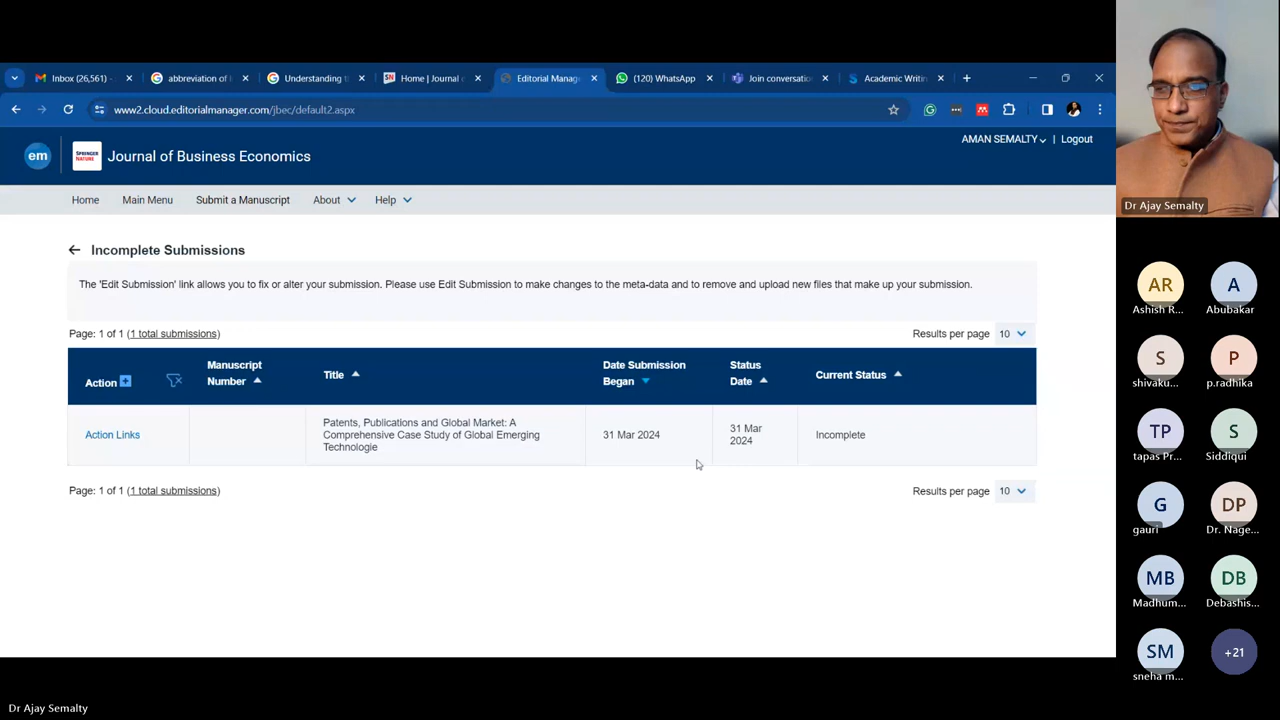 Inbox (26,561) -
abbreviation of
Understanding t
Home | Journal
Editorial Manag
(120) WhatsApp
Join conversatio
Academic Writin
www2.cloud.editorialmanager.com/jbec/default2.aspx
AMAN SEMALTY | Logout
em
SPRINGER NATURE
Journal of Business Economics
Home
Main Menu
Submit a Manuscript
About
Help
Dr Ajay Semalty
Incomplete Submissions
The 'Edit Submission' link allows you to fix or alter your submission. Please use Edit Submission to make changes to the meta-data and to remove and upload new files that make up your submission.
Page: 1 of 1 (1 total submissions)
Results per page 10
Action
Manuscript
Number
Title
Date Submission
Began
Status
Date
Current Status
Action Links
Patents, Publications and Global Market: A
Comprehensive Case Study of Global Emerging
Technologie
31 Mar 2024
31 Mar
2024
Incomplete
Page: 1 of 1 (1 total submissions)
Results per page 10
AR
Ashish R...
A
Abubakar
S
shivaku...
P
p.radhika
TP
tapas Pr...
S
Siddiqui
G
gauri
DP
Dr. Nage...
MB
Madhum...
DB
Debashis...
SM
sneha m...
+21
Dr Ajay Semalty